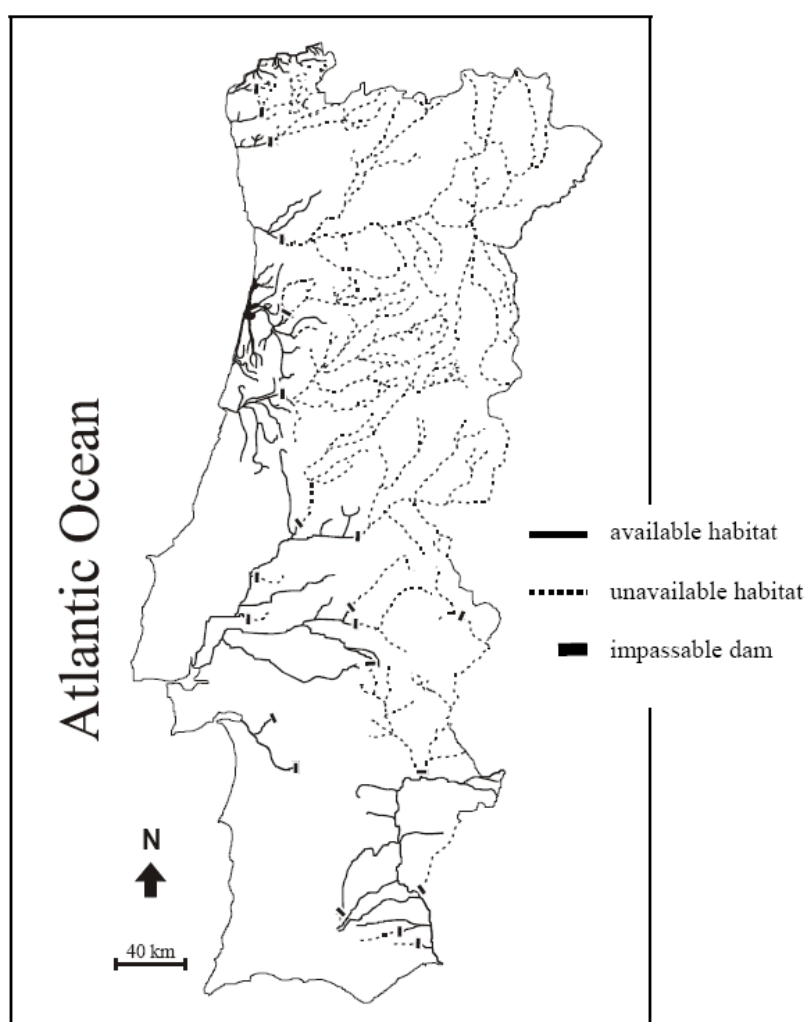 Atlantic Ocean
available habitat
unavailable habitat
impassable dam
N
40 km